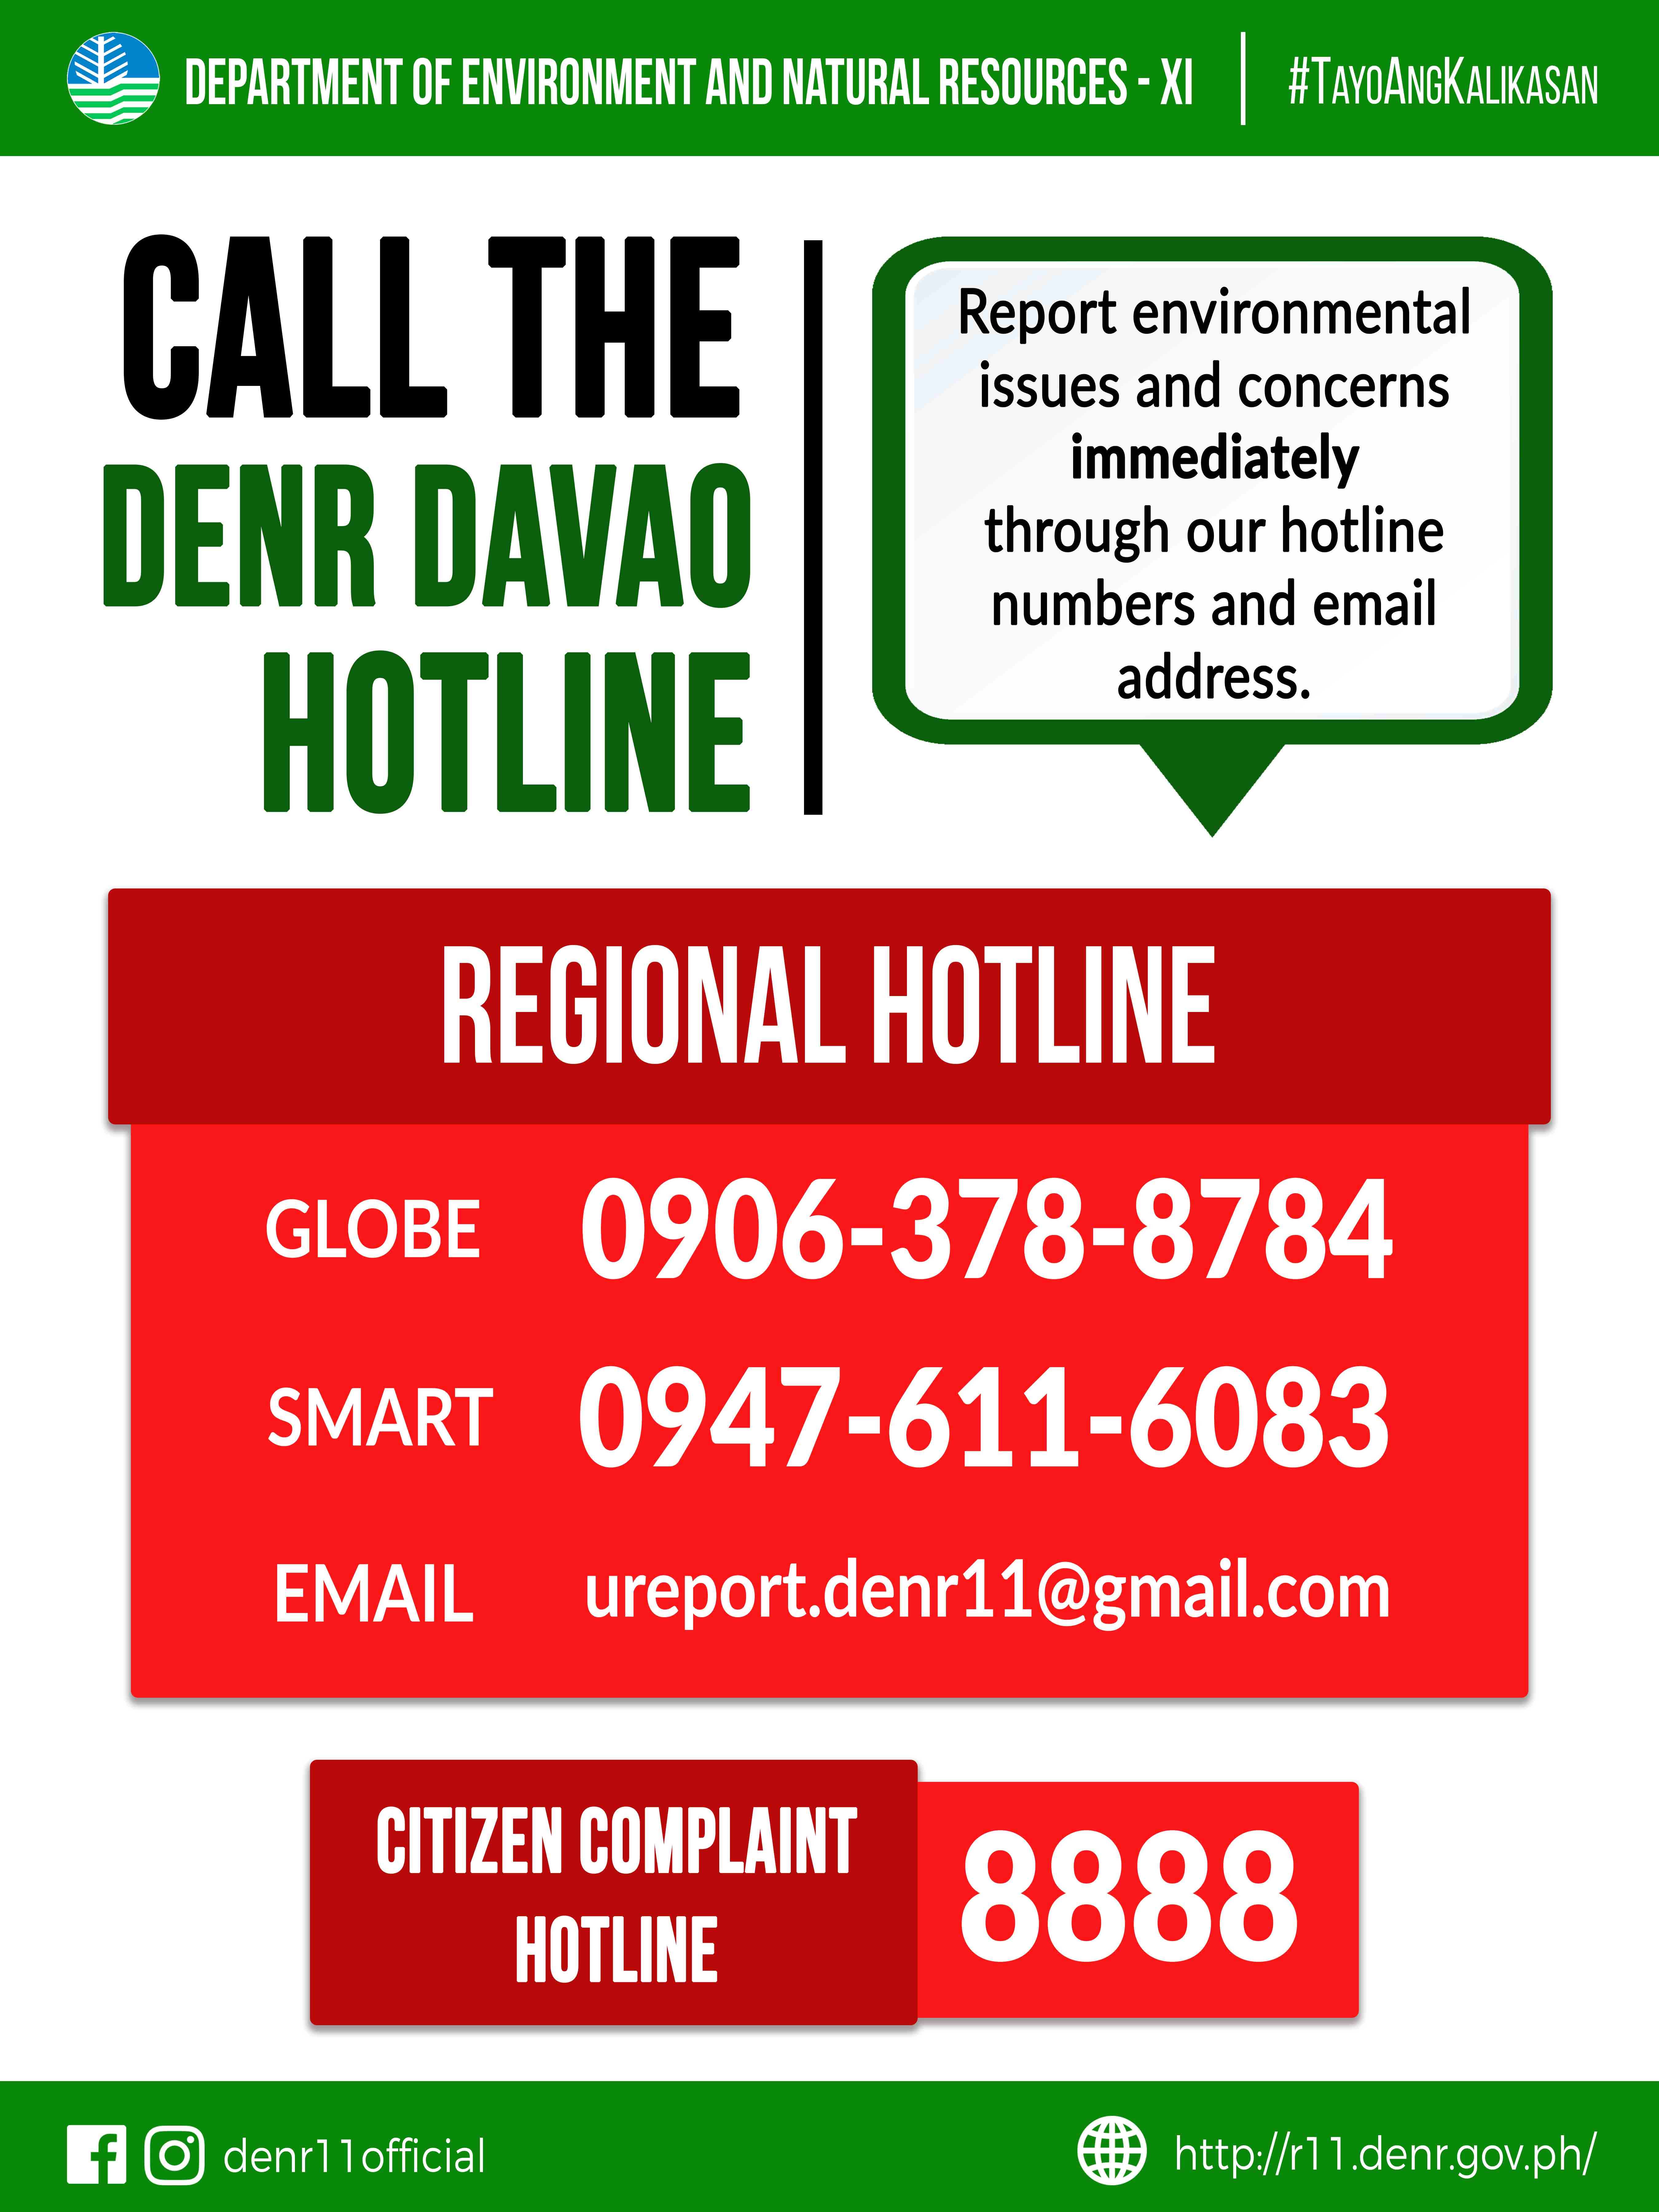 DEPARTMENT OF ENVIRONMENT AND NATURAL RESOURCES - XI
#TAYOANGKALIKASAN
CALL THE
DENR DAVAO
HOTLINE
Report environmental
issues and concerns
immediately
through our hotline
numbers and email
address.
REGIONAL HOTLINE
GLOBE 0906-378-8784
SMART 0947-611-6083
EMAIL ureport.denr11@gmail.com
CITIZEN COMPLAINT
HOTLINE
8888
denr11official
http://r11.denr.gov.ph/